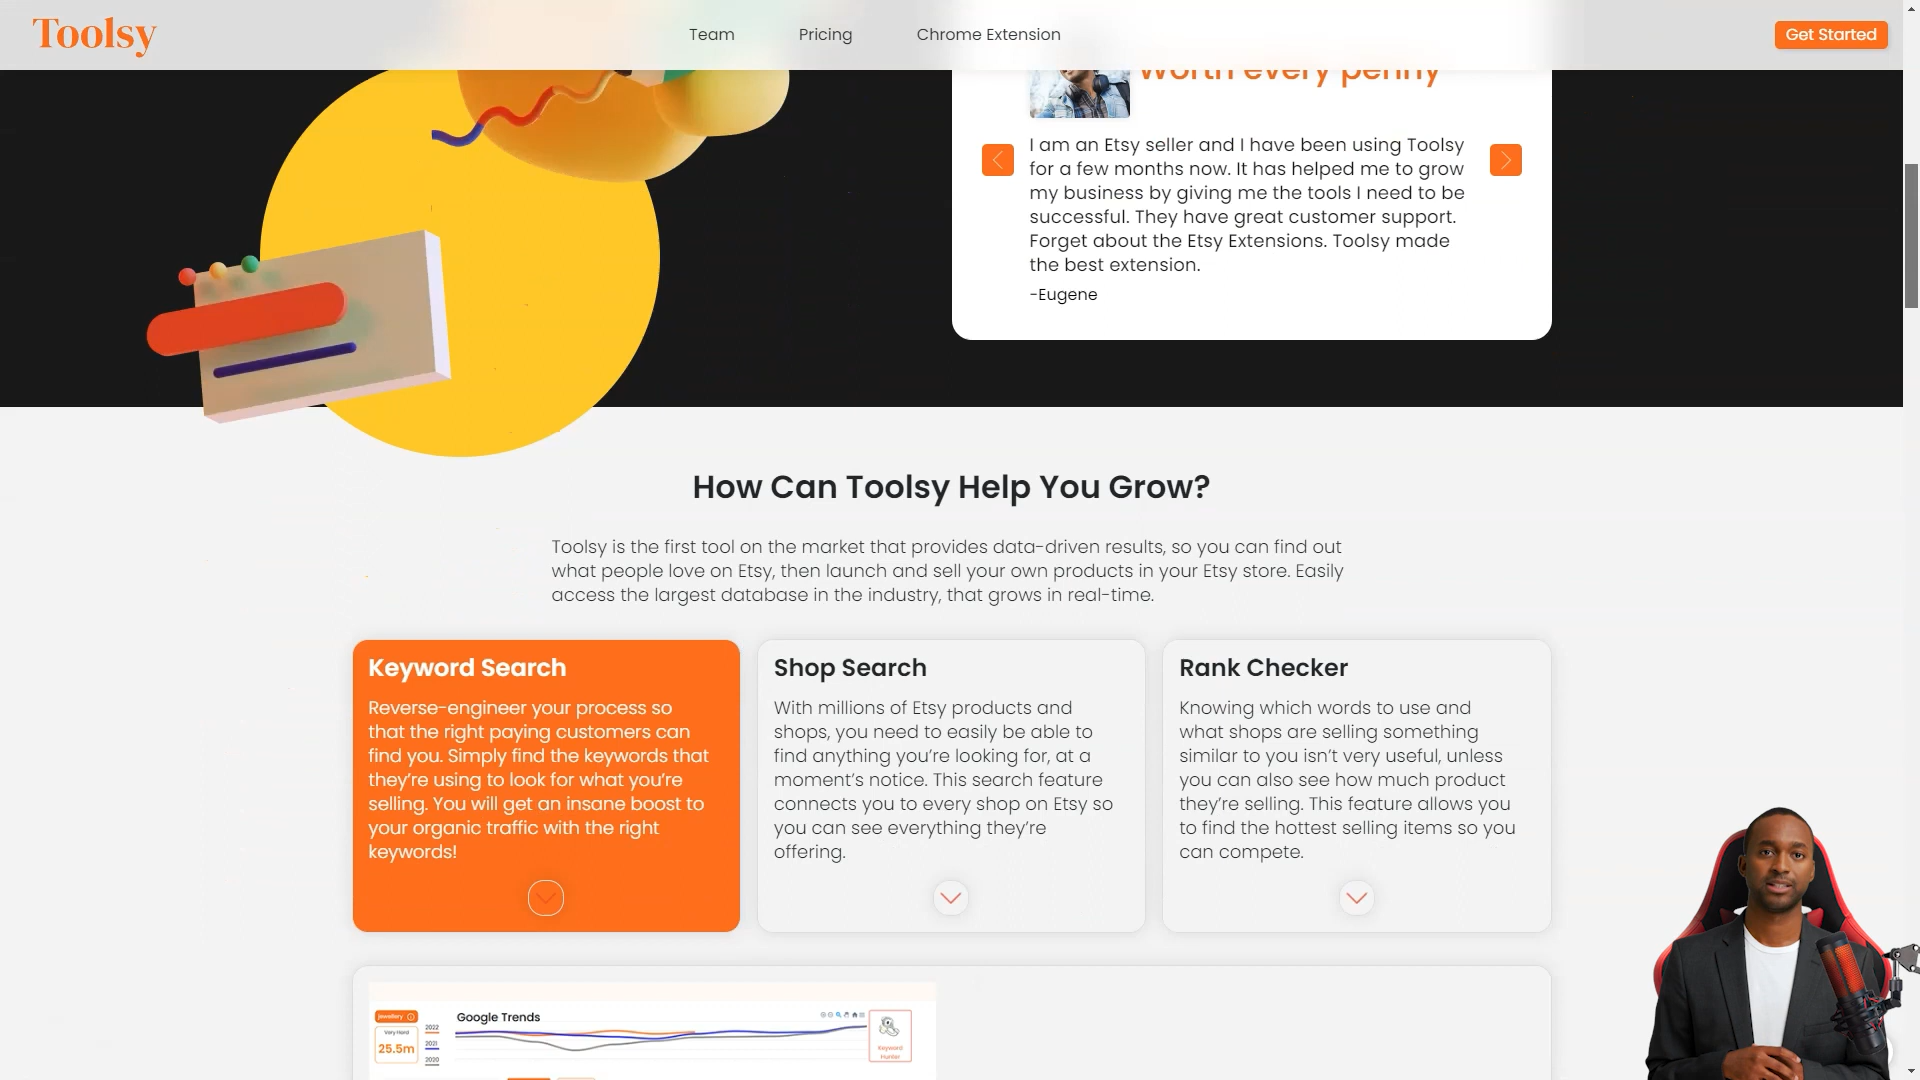 Toolsy
Team
Pricing
Chrome Extension
Get Started
Worth every penny
I am an Etsy seller and I have been using Toolsy
for a few months now. It has helped me to grow
my business by giving me the tools I need to be
successful. They have great customer support.
Forget about the Etsy Extensions. Toolsy made
the best extension.
-Eugene
How Can Toolsy Help You Grow?
Toolsy is the first tool on the market that provides data-driven results, so you can find out
what people love on Etsy, then launch and sell your own products in your Etsy store. Easily
access the largest database in the industry, that grows in real-time.
Keyword Search
Reverse-engineer your process so
that the right paying customers can
find you. Simply find the keywords that
they’re using to look for what you’re
selling. You will get an insane boost to
your organic traffic with the right
keywords!
Shop Search
With millions of Etsy products and
shops, you need to easily be able to
find anything you’re looking for, at a
moment’s notice. This search feature
connects you to every shop on Etsy so
you can see everything they’re
offering.
Rank Checker
Knowing which words to use and
what shops are selling something
similar to you isn’t very useful, unless
you can also see how much product
they’re selling. This feature allows you
to find the hottest selling items so you
can compete.
jewellery
Very Hard
25.5m
2022
2021
2020
Google Trends
Keyword
Hunter